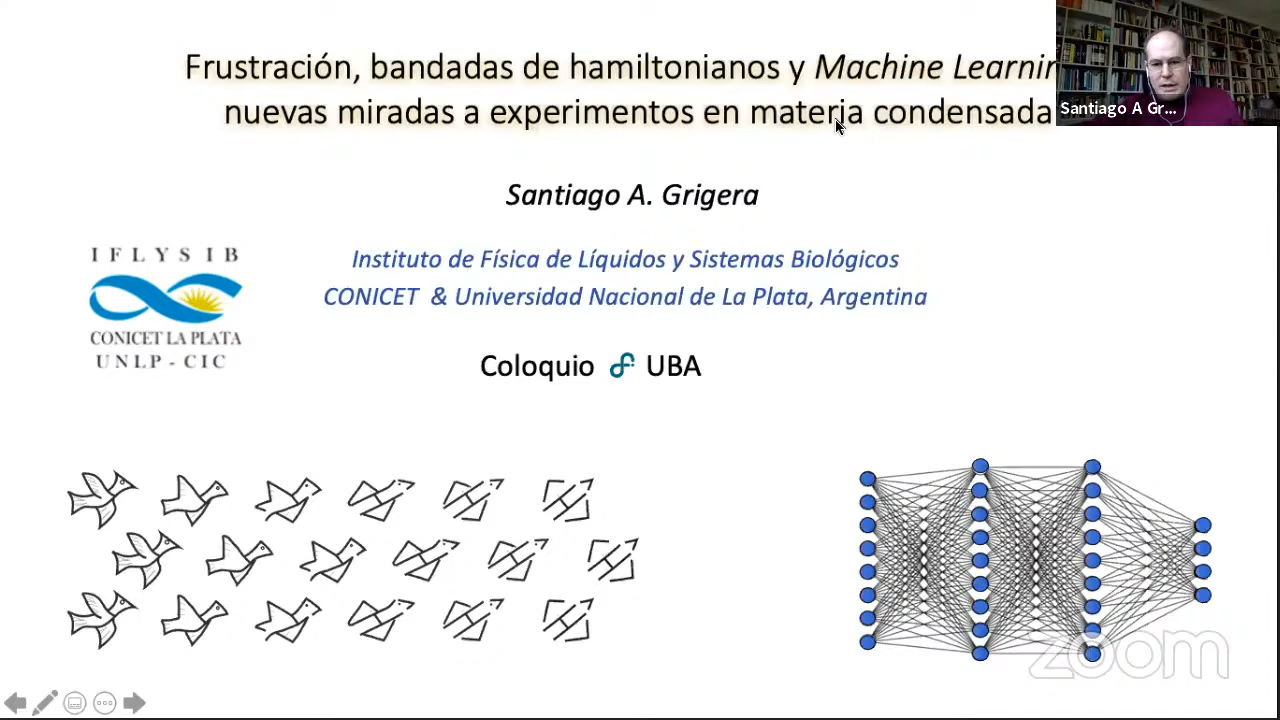 Frustración, bandadas de hamiltonianos y Machine Learnin
nuevas miradas a experimentos en materia condensada
Santiago A Gr...
Santiago A. Grigera
IFLYSIB
CONICET LA PLATA
UNLP - CIC
Instituto de Física de Líquidos y Sistemas Biológicos
CONICET & Universidad Nacional de La Plata, Argentina
Coloquio UBA
zoom